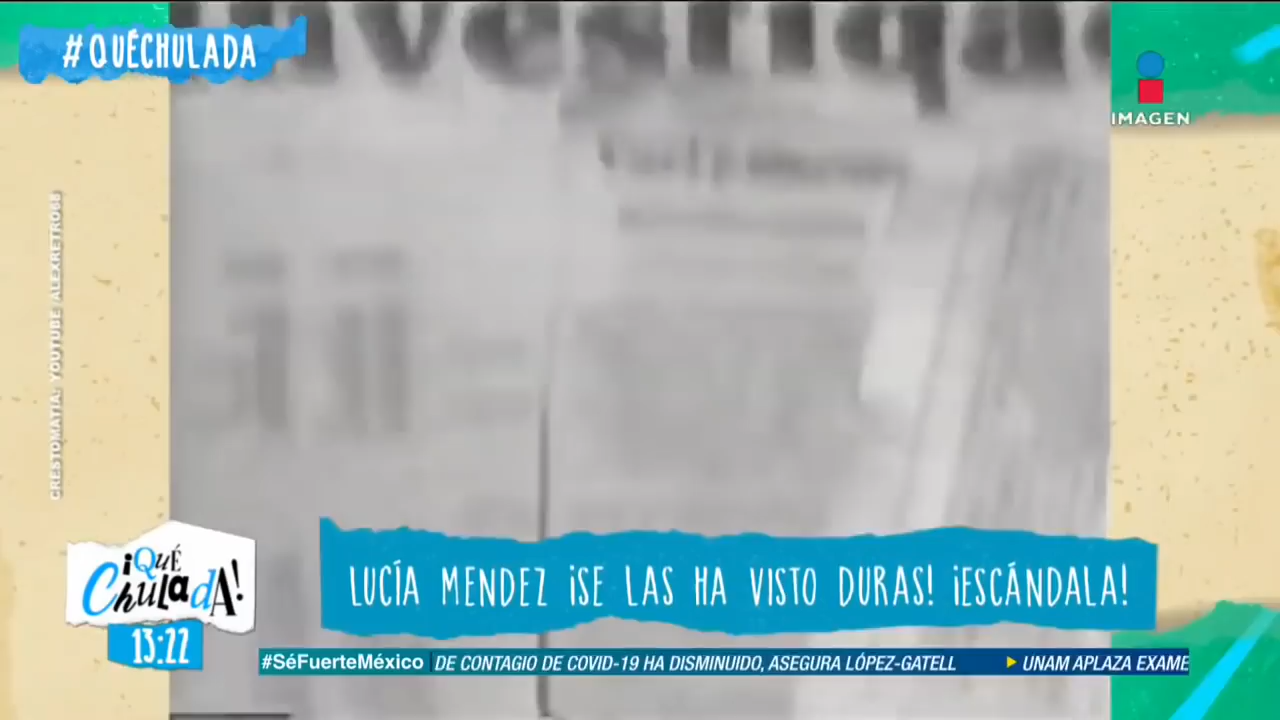 #QUÉCHULADA
IMAGEN
CRESTOMATÍA: YOUTUBE ALEXRETRO68
¡QUÉ
CHULADA!
13:22
LUCÍA MENDEZ ¡SE LAS HA VISTO DURAS! ¡ESCÁNDALA!
#SéFuerteMéxico DE CONTAGIO DE COVID-19 HA DISMINUIDO, ASEGURA LÓPEZ-GATELL UNAM APLAZA EXAME